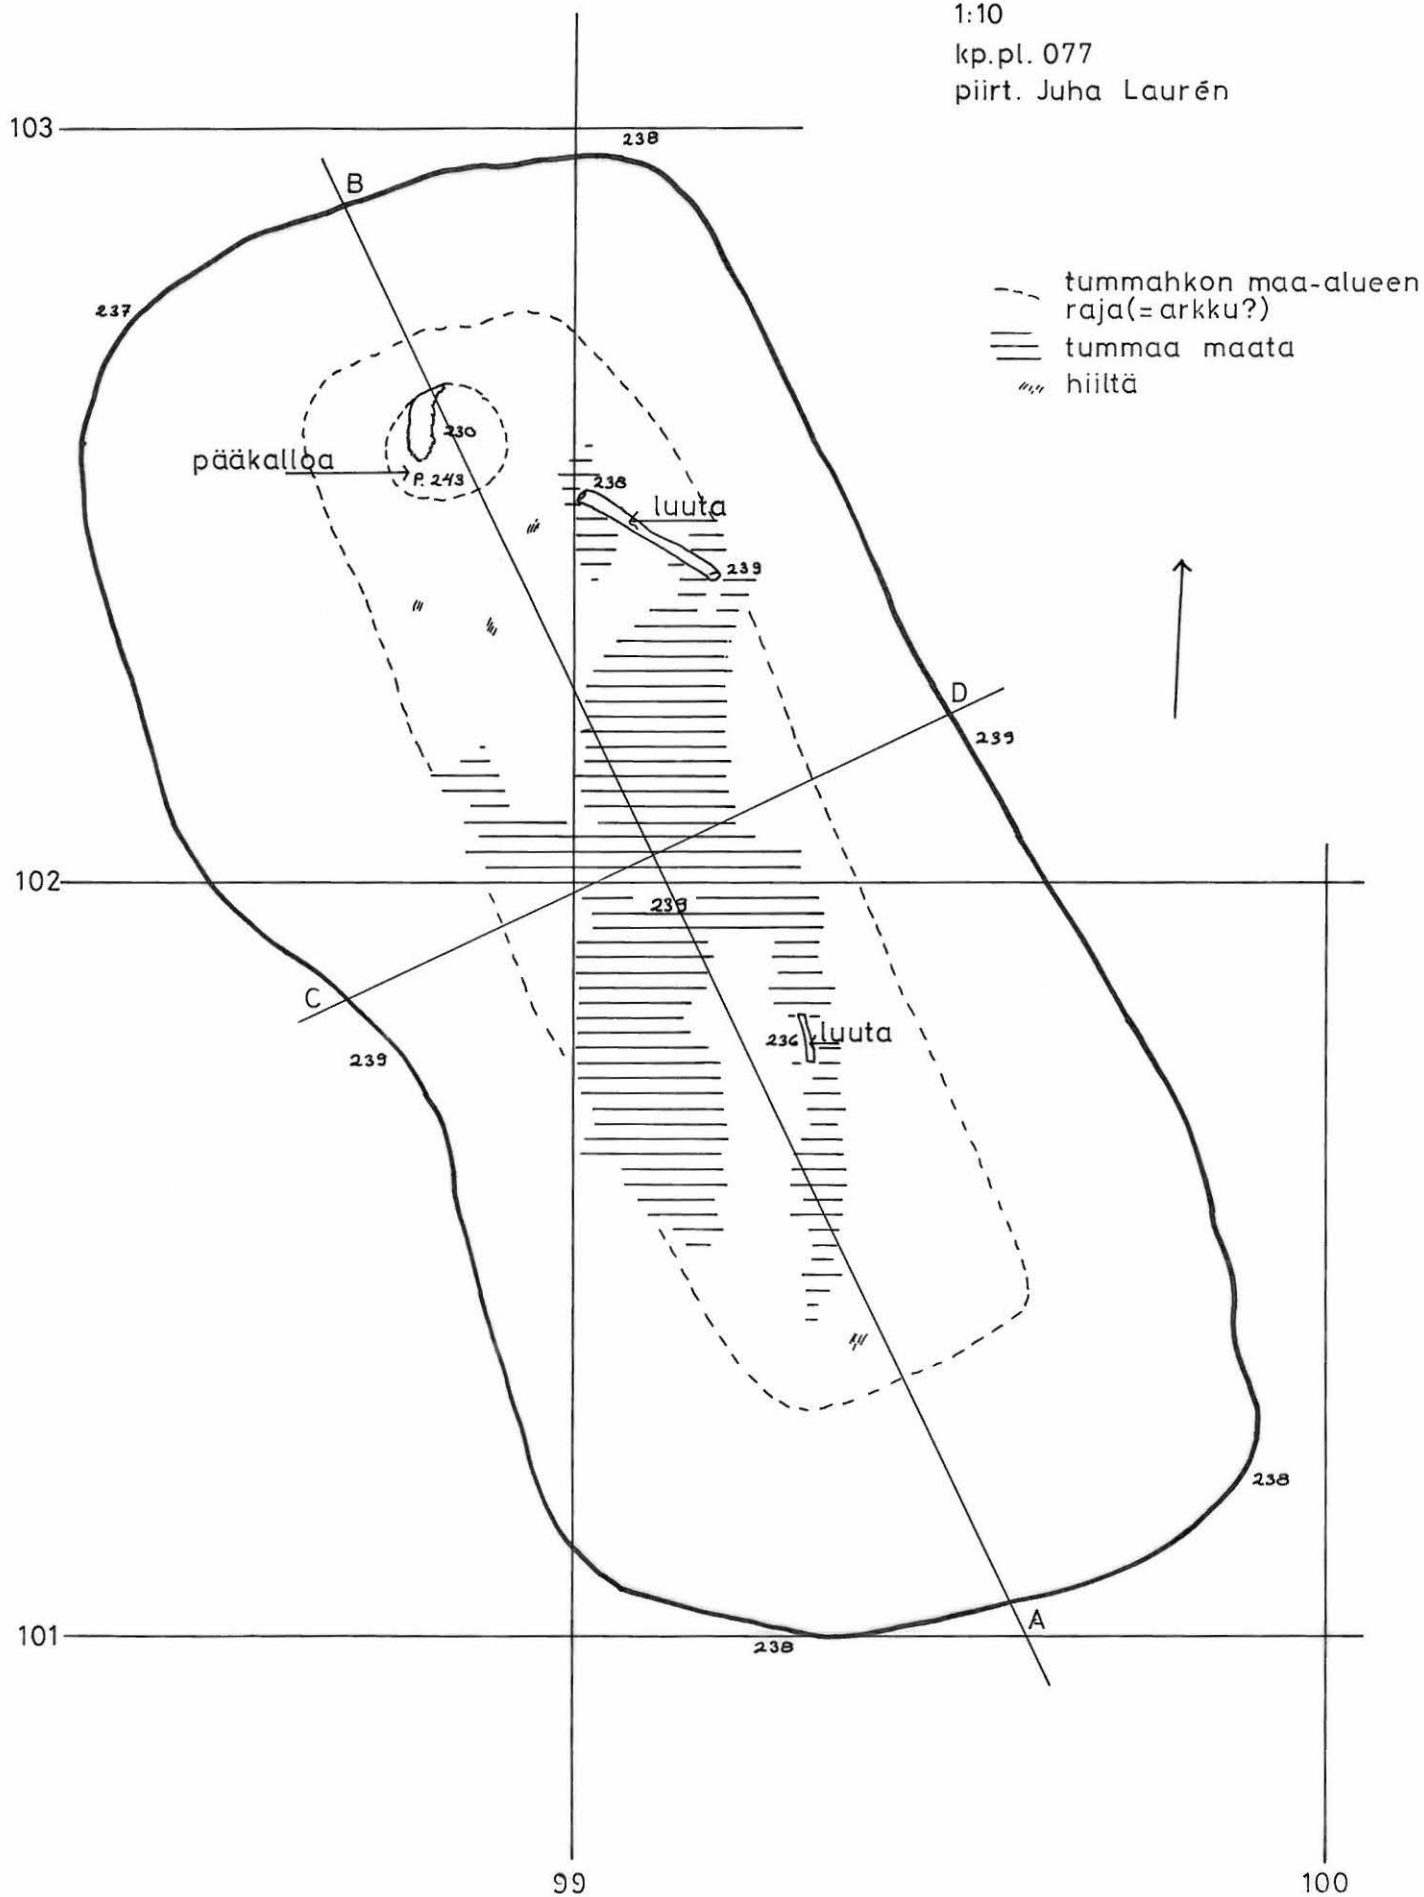 1:10
kp.pl. 077
piirt. Juha Laurén
103
238
B
237
tummahkon maa-alueen
raja(=arkku?)
tummaa maata
hiiltä
230
pääkalloa
P. 243
238
luuta
239
D
239
102
239
C
236 luuta
239
238
A
101
238
99
100